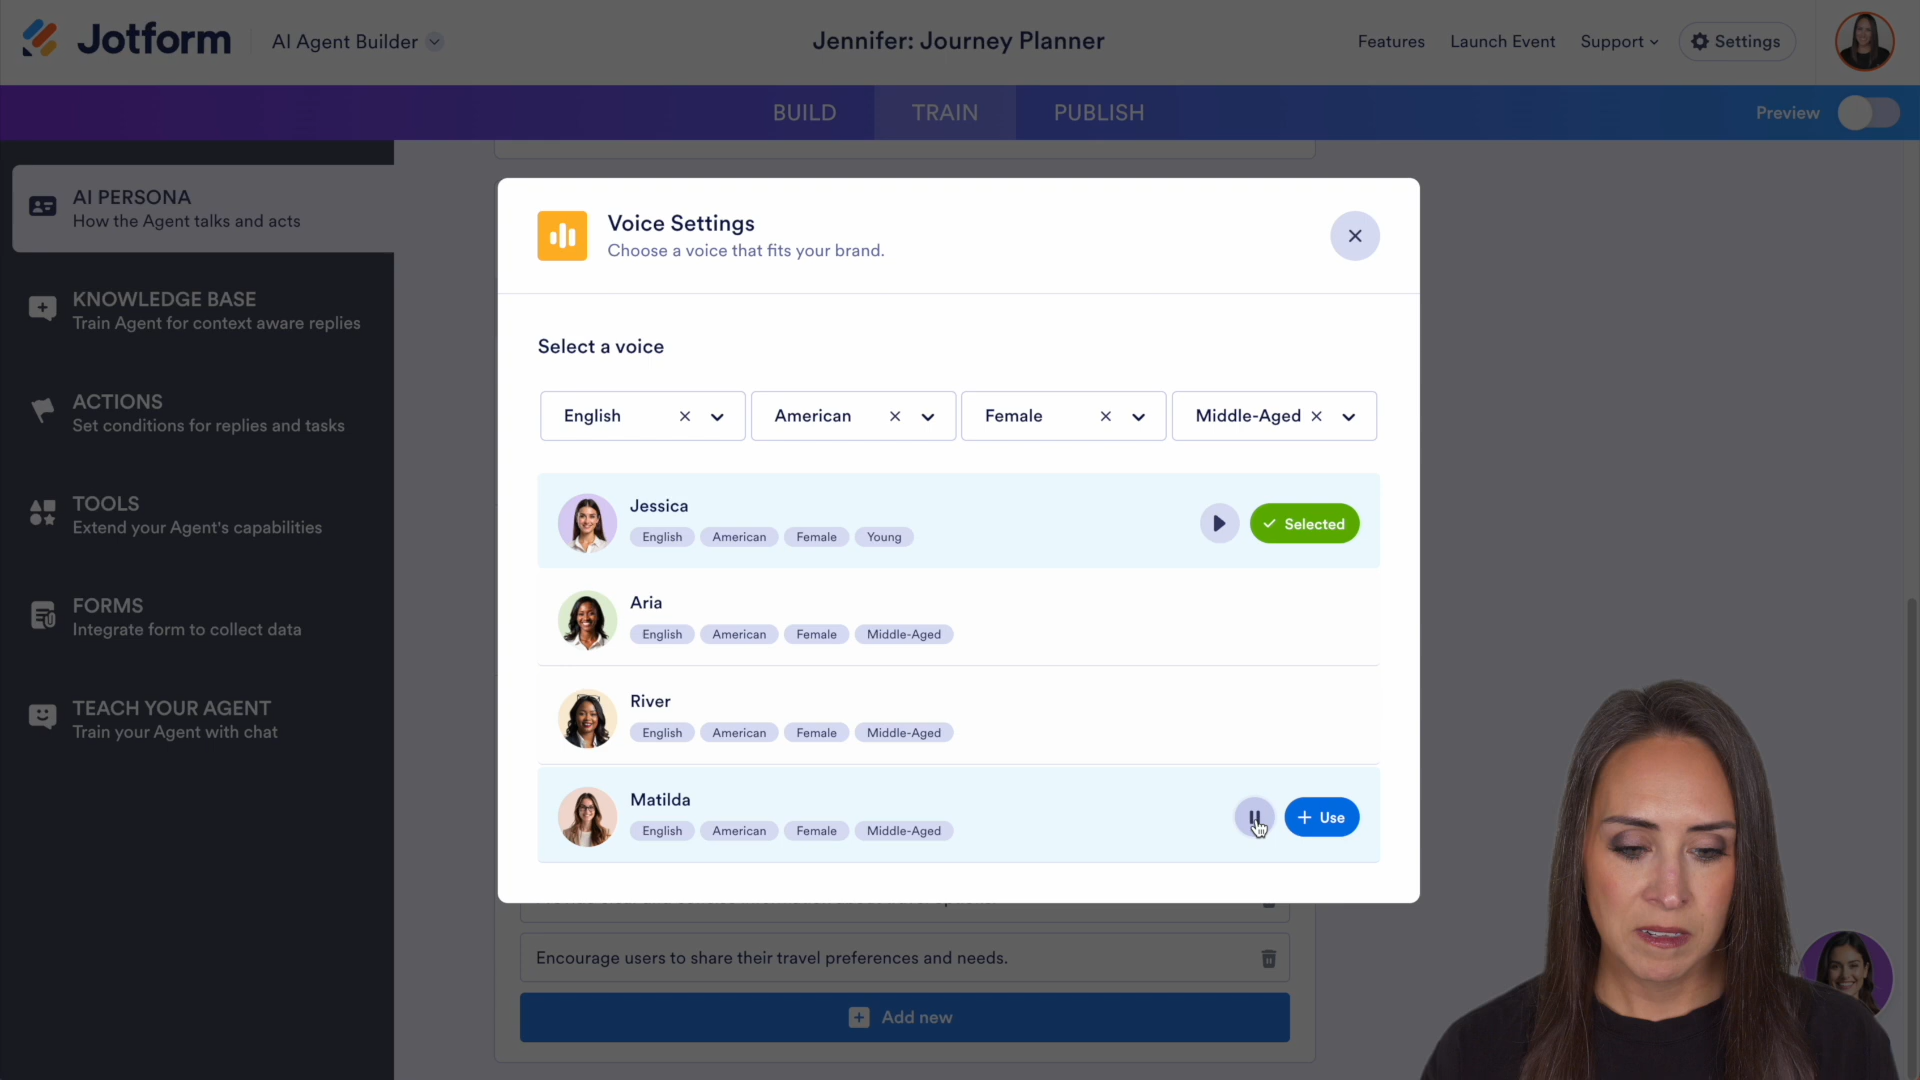 Jotform
AI Agent Builder
Jennifer: Journey Planner
Features
Launch Event
Support
Settings
BUILD
TRAIN
PUBLISH
Preview
AI PERSONA
How the Agent talks and acts
KNOWLEDGE BASE
Train Agent for context aware replies
ACTIONS
Set conditions for replies and tasks
TOOLS
Extend your Agent's capabilities
FORMS
Integrate form to collect data
TEACH YOUR AGENT
Train your Agent with chat
Voice Settings
Choose a voice that fits your brand.
Select a voice
English
American
Female
Middle-Aged
Jessica
English American Female Young
Selected
Aria
English American Female Middle-Aged
River
English American Female Middle-Aged
Matilda
English American Female Middle-Aged
Use
Encourage users to share their travel preferences and needs.
Add new